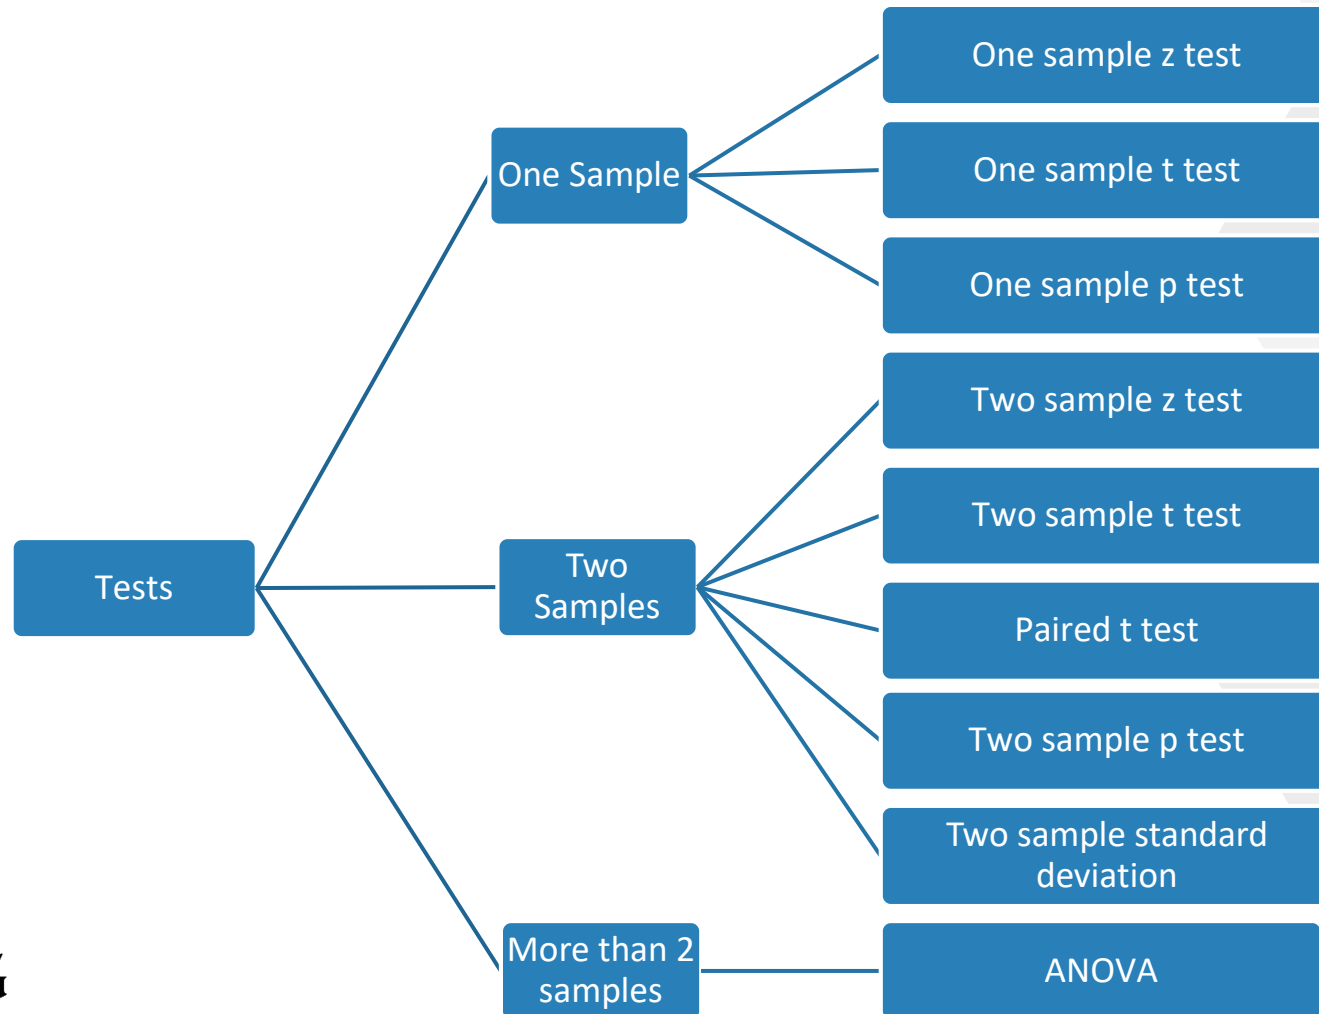 One sample z test
One Sample
One sample t test
One sample p test
Two sample z test
Two sample t test
Tests
Two
Samples
Paired t test
Two sample p test
Two sample standard
deviation
More than 2
samples
ANOVA